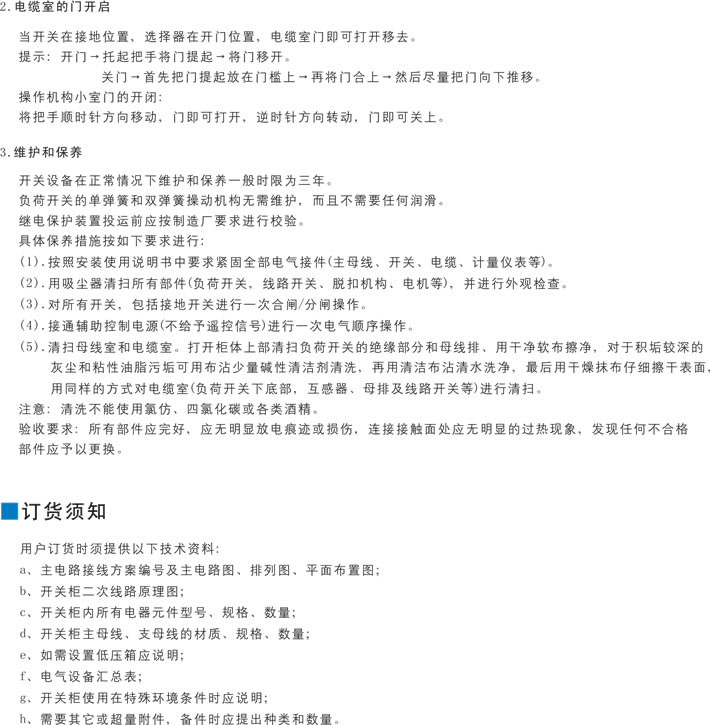 2.电缆室的门开启
当开关在接地位置，选择器在开门位置，电缆室门即可打开移去。
提示：开门→托起把手将门提起→将门移开。
关门→首先把门提起放在门槛上→再将门合上→然后尽量把门向下推移。
操作机构小室门的开闭：
将把手顺时针方向移动，门即可打开，逆时针方向转动，门即可关上。
3.维护和保养
开关设备在正常情况下维护和保养一般时限为三年。
负荷开关的单弹簧和双弹簧操动机构无需维护，而且不需要任何润滑。
继电保护装置投运前应按制造厂要求进行校验。
具体保养措施按如下要求进行：
(1).按照安装使用说明书中要求紧固全部电气接件(主母线、开关、电缆、计量仪表等)。
(2).用吸尘器清扫所有部件(负荷开关，线路开关、脱扣机构、电机等)，并进行外观检查。
(3).对所有开关，包括接地开关进行一次合闸/分闸操作。
(4).接通辅助控制电源(不给予遥控信号)进行一次电气顺序操作。
(5).清扫母线室和电缆室。打开柜体上部清扫负荷开关的绝缘部分和母线排、用干净软布擦净，对于积垢较深的
灰尘和粘性油脂污垢可用布沾少量碱性清洁剂清洗，再用清洁布沾清水洗净，最后用干燥抹布仔细擦干表面，
用同样的方式对电缆室(负荷开关下底部，互感器、母排及线路开关等)进行清扫。
注意：清洗不能使用氯仿、四氯化碳或各类酒精。
验收要求：所有部件应完好，应无明显放电痕迹或损伤，连接接触面处应无明显的过热现象，发现任何不合格
部件应予以更换。
订货须知
用户订货时须提供以下技术资料：
a、主电路接线方案编号及主电路图、排列图、平面布置图；
b、开关柜二次线路原理图；
c、开关柜内所有电器元件型号、规格、数量；
d、开关柜主母线、支母线的材质、规格、数量；
e、如需设置低压箱应说明；
f、电气设备汇总表；
g、开关柜使用在特殊环境条件时应说明；
h、需要其它或超量附件，备件时应提出种类和数量。